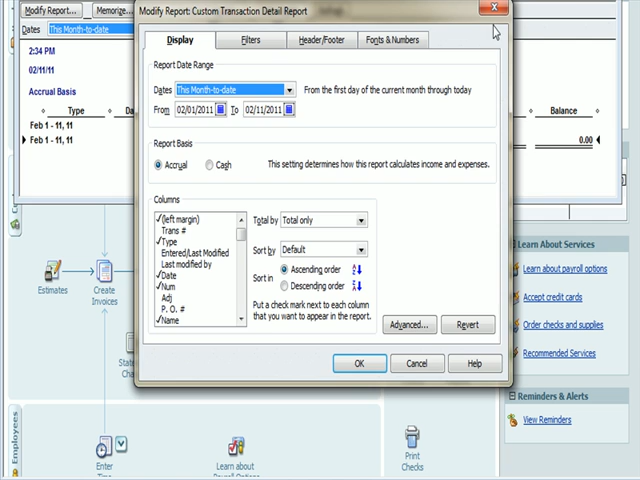 Modify Report...
Memorize...
Dates
This Month-to-date
2:34 PM
02/11/11
Accrual Basis
Type
Balance
Feb 1 - 11, 11
Feb 1 - 11, 11
0.00
Modify Report: Custom Transaction Detail Report
Display
Filters
Header/Footer
Fonts & Numbers
Report Date Range
Dates
This Month-to-date
From the first day of the current month through today
From
02/01/2011
To
02/11/2011
Report Basis
Accrual
Cash
This setting determines how this report calculates income and expenses.
Columns
(left margin)
Trans #
Type
Entered/Last Modified
Last modified by
Date
Num
Adj
P. O. #
Name
Total by
Total only
Sort by
Default
Sort in
Ascending order
Descending order
Put a check mark next to each column
that you want to appear in the report.
Advanced...
Revert
OK
Cancel
Help
Estimates
Create
Invoices
Employees
Enter
Time
Learn about
Payroll Options
Print
Checks
Learn About Services
Learn about payroll options
Accept credit cards
Order checks and supplies
Recommended Services
Reminders & Alerts
View Reminders